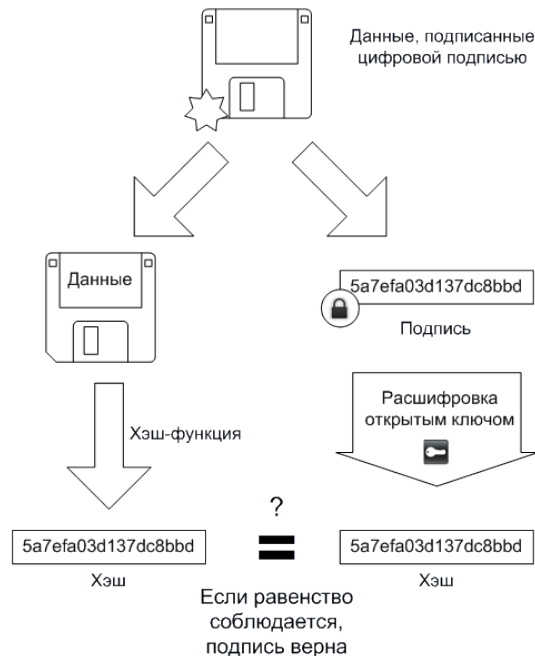 Данные, подписанные
цифровой подписью
Данные
5a7efa03d137dc8bbd
Подпись
Хэш-функция
Расшифровка
открытым ключом
?
5a7efa03d137dc8bbd
5a7efa03d137dc8bbd
Хэш
=
Хэш
Если равенство
соблюдается,
подпись верна